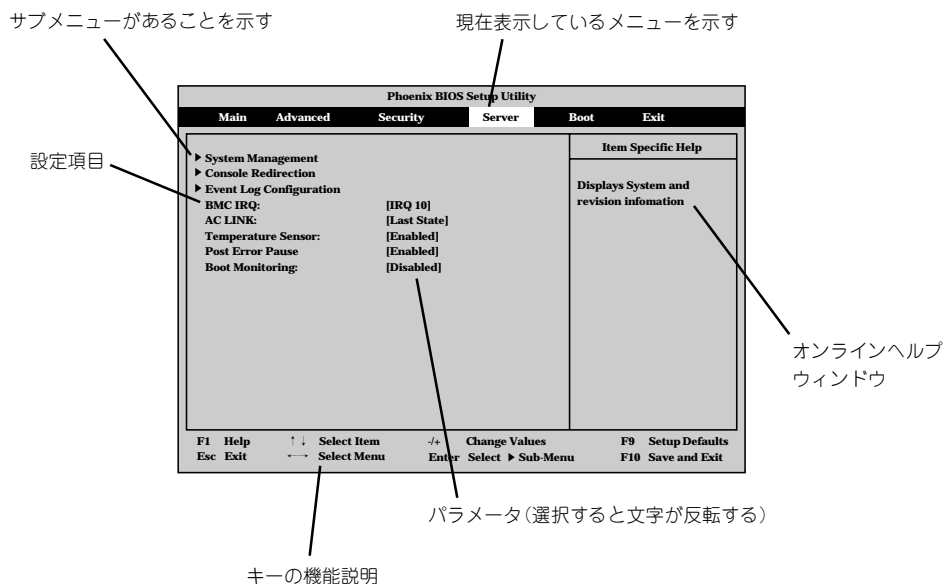 サブメニューがあることを示す
現在表示しているメニューを示す
Phoenix BIOS Setup Utility
Main Advanced Security Server Boot Exit
設定項目
▶ System Management
▶ Console Redirection
▶ Event Log Configuration
BMC IRQ: [IRQ 10]
AC LINK: [Last State]
Temperature Sensor: [Enabled]
Post Error Pause [Enabled]
Boot Monitoring: [Disabled]
Item Specific Help
Displays System and
revision infomation
オンラインヘルプ
ウィンドウ
F1 Help ↑↓ Select Item -/+ Change Values F9 Setup Defaults
Esc Exit ←→ Select Menu Enter Select ▶ Sub-Menu F10 Save and Exit
パラメータ(選択すると文字が反転する)
キーの機能説明